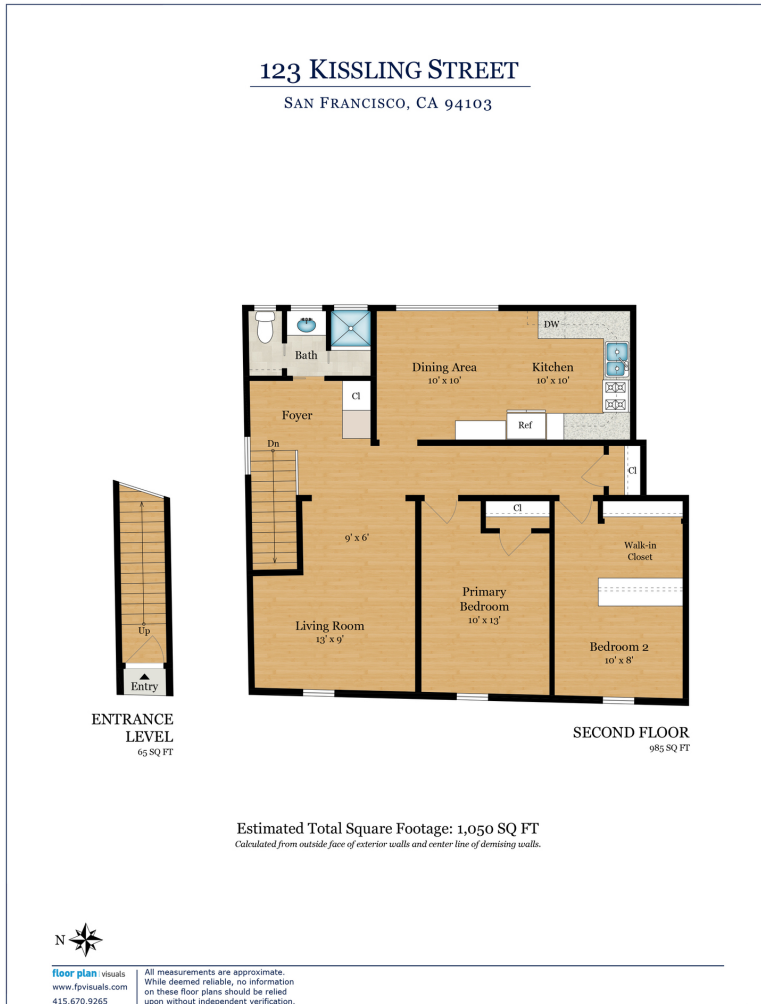 123 KISSLING STREET
SAN FRANCISCO, CA 94103
DW
Bath
Dining Area
10' x 10'
Kitchen
10' x 10'
Cl
Foyer
Ref
Dn
Cl
Cl
9' x 6'
Walk-in
Closet
Primary
Bedroom
10' x 13'
Living Room
13' x 9'
Up
Bedroom 2
10' x 8'
Entry
ENTRANCE
LEVEL
65 SQ FT
SECOND FLOOR
985 SQ FT
Estimated Total Square Footage: 1,050 SQ FT
Calculated from outside face of exterior walls and center line of demising walls.
N
floor plan visuals
www.fpvisuals.com
415.670.9265
All measurements are approximate.
While deemed reliable, no information
on these floor plans should be relied
upon without independent verification.